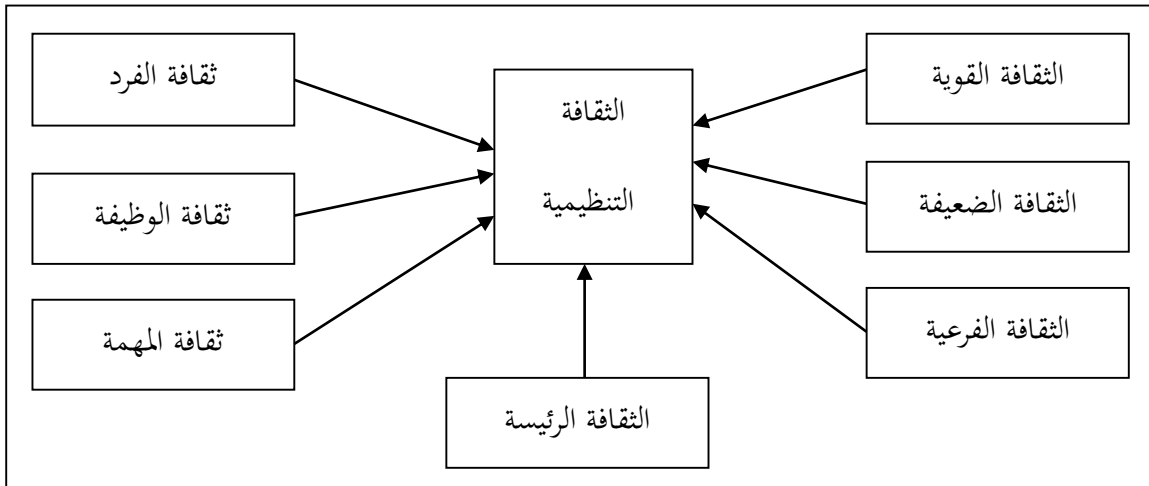 الثقافة القوية
الثقافة الضعيفة
الثقافة الفرعية
الثقافة
التنظيمية
الثقافة الرئيسة
ثقافة الفرد
ثقافة الوظيفة
ثقافة المهمة